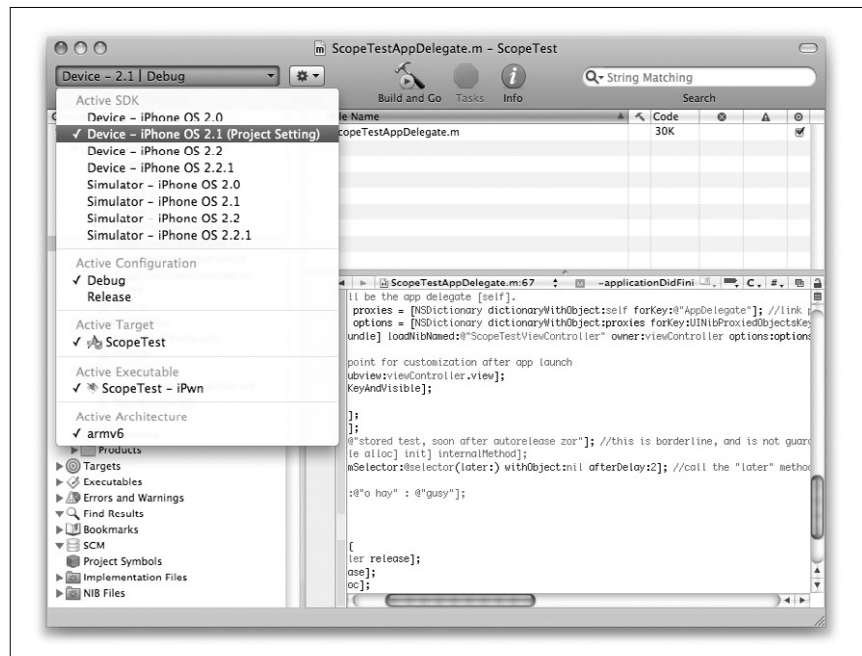 ScopeTestAppDelegate.m – ScopeTest
Device – 2.1 | Debug
String Matching
Build and Go
Tasks
Info
Search
Active SDK
Device – iPhone OS 2.0
✓ Device – iPhone OS 2.1 (Project Setting)
Device – iPhone OS 2.2
Device – iPhone OS 2.2.1
Simulator – iPhone OS 2.0
Simulator – iPhone OS 2.1
Simulator – iPhone OS 2.2
Simulator – iPhone OS 2.2.1
Active Configuration
✓ Debug
Release
Active Target
✓ ScopeTest
Active Executable
✓ ScopeTest – iPwn
Active Architecture
✓ armv6
Products
Targets
Executables
Errors and Warnings
Find Results
Bookmarks
SCM
Project Symbols
Implementation Files
NIB Files
le Name
Code
copeTestAppDelegate.m
30K
ScopeTestAppDelegate.m:67
-applicationDidFini
C
#
ll be the app delegate [self].
proxies = [NSDictionary dictionaryWithObject:self forKey:@"AppDelegate"]; //link
options = [NSDictionary dictionaryWithObject:proxies forKey:UINibProxiedObjectsKey
undle] loadNibNamed:@"ScopeTestViewController" owner:viewController options:options
point for customization after app launch
ubview:viewController.view];
KeyAndVisible];
];
];
@"stored test, soon after autorelease zor"]; //this is borderline, and is not guar
le alloc] init] internalMethod];
mSelector:@selector(later:) withObject:nil afterDelay:2]; //call the "later" metho
:@"o hay" : @"gusy"];
{
ler release];
ase];
oc];